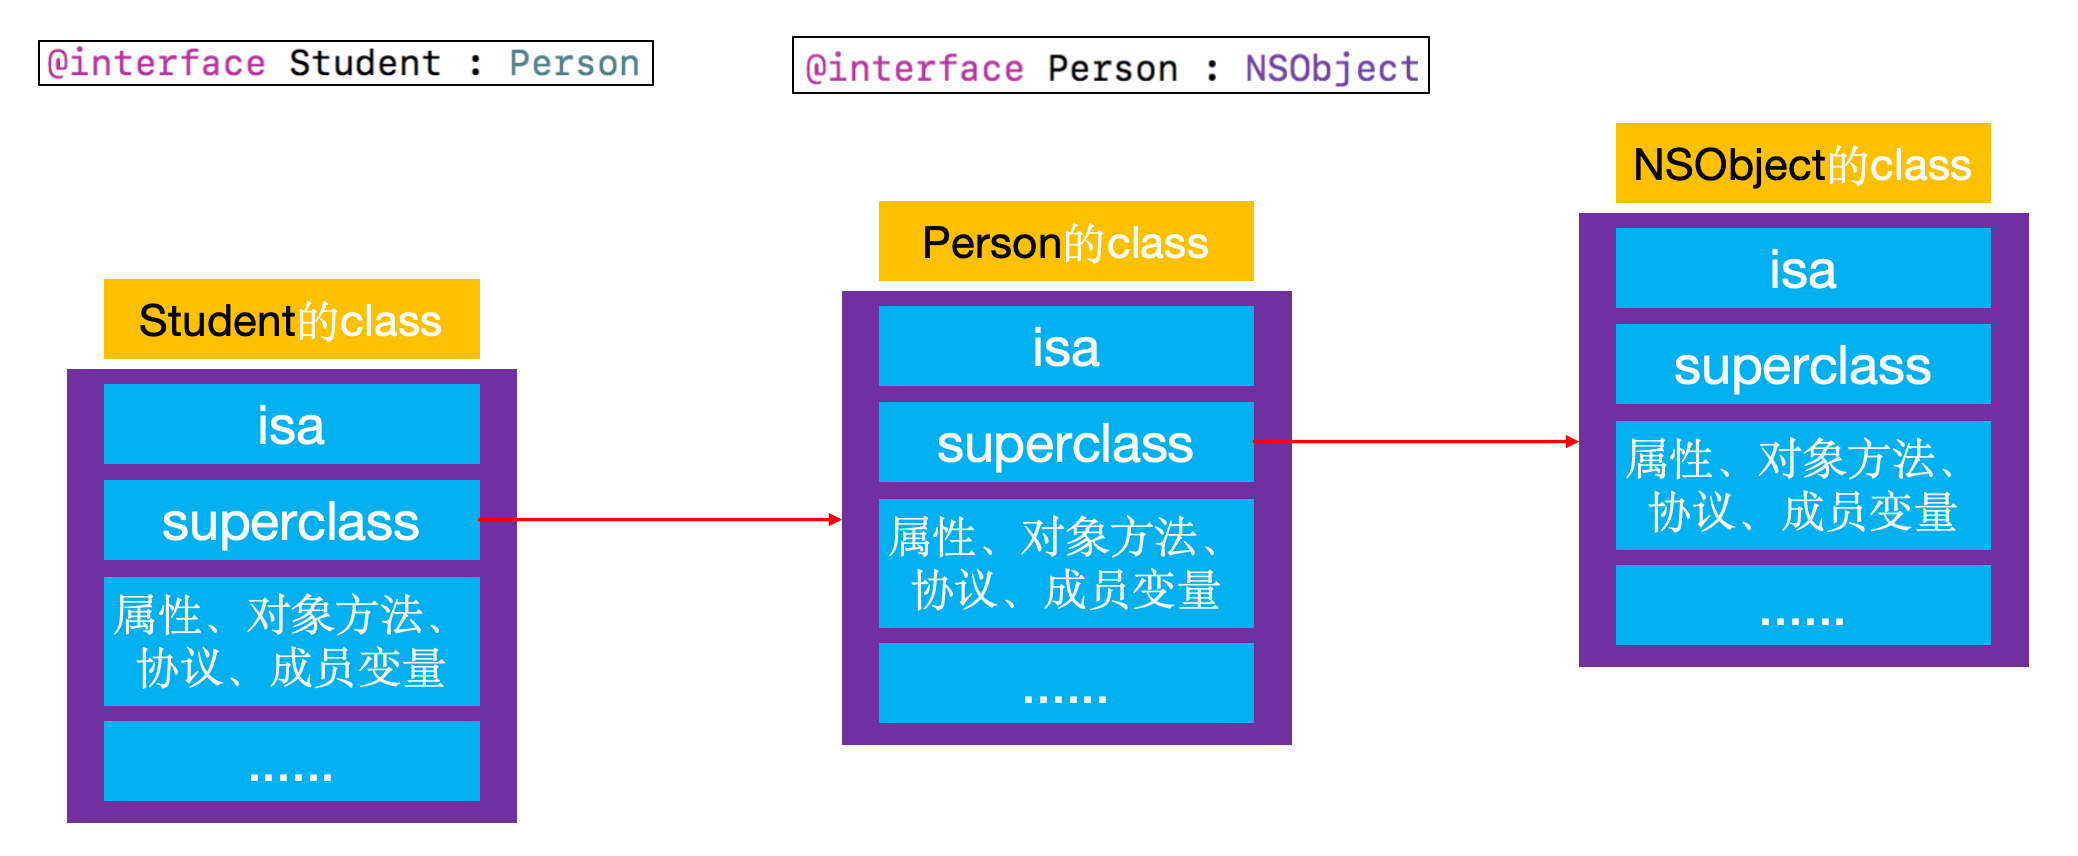 @interface Student : Person
@interface Person : NSObject
Student的class
isa
superclass
属性、对象方法、
协议、成员变量
......
Person的class
isa
superclass
属性、对象方法、
协议、成员变量
......
NSObject的class
isa
superclass
属性、对象方法、
协议、成员变量
......